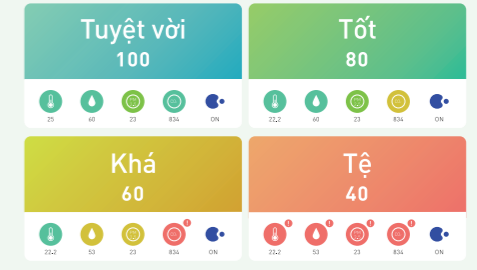 Tuyệt vời
100
25 60 23 834 ON
Tốt
80
22.2 60 23 834 ON
Khá
60
22.2 53 23 834 ON
Tệ
40
22.2 53 23 834 ON